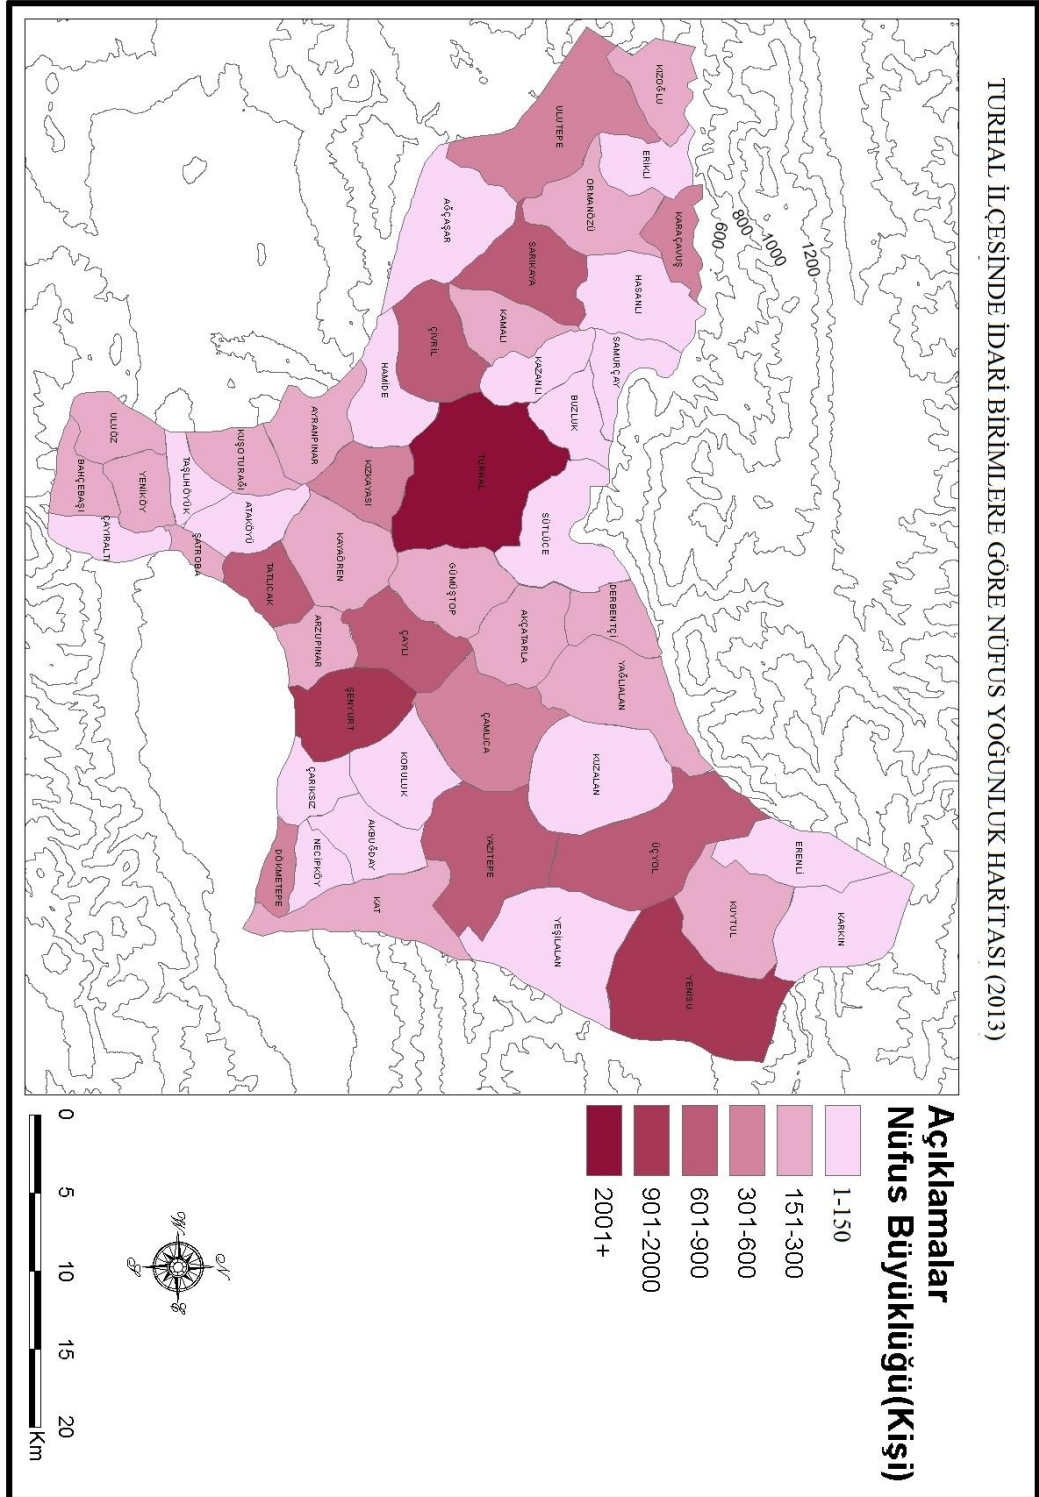 TURHAL İLÇESİNDE İDARİ BİRİMLERE GÖRE NÜFUS YOĞUNLUK HARİTASI (2013)
KIZOĞLU
ULUTEPE
ERİKLİ
ORMANÖZÜ
KARAÇAVUŞ
600
800
1000
1200
AĞÇAŞAR
SARIKAYA
HASANLI
ÇİVRİL
KAMALI
SAMURÇAY
KAZANLI
HAMİDE
BUZLUK
ULUÖZ
KUŞOTURAĞI
AYRANPINAR
TURHAL
BAHÇEBAŞI
YENİKÖY
TAŞLIHÖYÜK
KIZKAYASI
ATAKÖYÜ
SÜTLÜCE
ÇAYIRALTI
ŞATROBA
KAYAÖREN
TATLICAK
GÜMÜŞTOP
DERBENTÇİ
AKÇATARLA
ARZUPINAR
ÇAYLI
YAĞLIALAN
ŞENYURT
ÇAMLICA
KORULUK
KUZALAN
ÇARIKSIZ
AKBUĞDAY
NECİPKÖY
YAZITEPE
ÜÇYOL
ERENLİ
DÖKMETEPE
KAT
KUYTUL
KARKIN
YEŞİLALAN
YENİSU
Açıklamalar
Nüfus Büyüklüğü(Kişi)
1-150
151-300
301-600
601-900
901-2000
2001+
N
W
E
S
0 5 10 15 20
Km